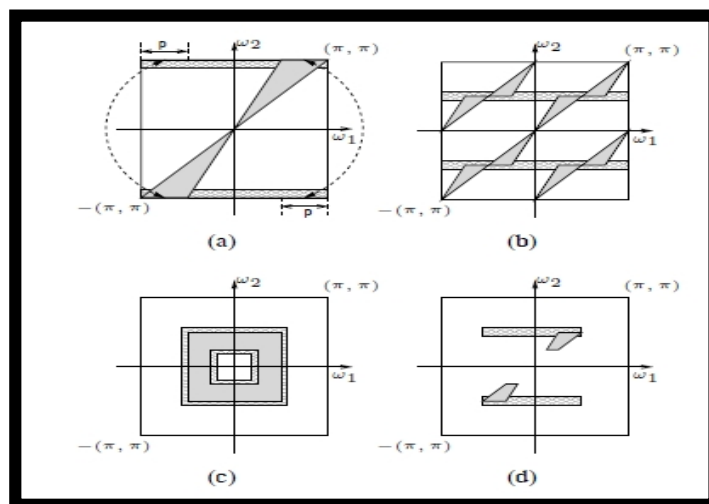 p ω2 (π, π)
ω1
−(π, π) p
(a)
ω2 (π, π)
ω1
−(π, π)
(b)
ω2 (π, π)
ω1
−(π, π)
(c)
ω2 (π, π)
ω1
−(π, π)
(d)